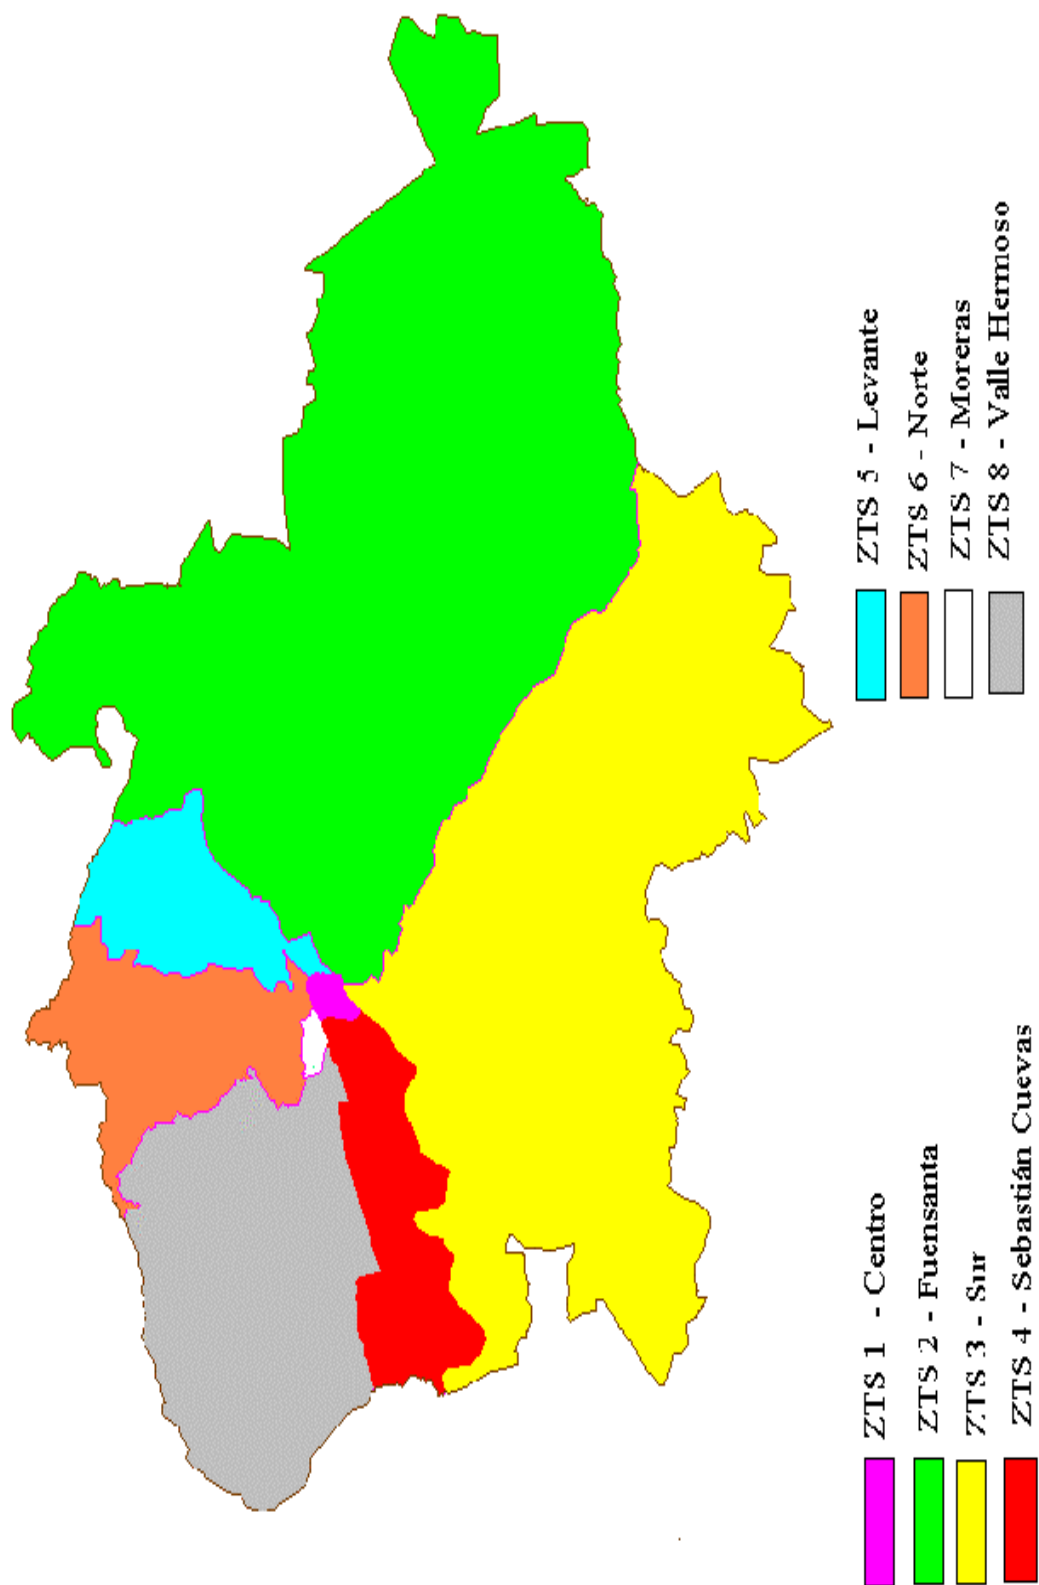 ZTS 1 - Centro
ZTS 2 - Fuensanta
ZTS 3 - Sur
ZTS 4 - Sebastián Cuevas
ZTS 5 - Levante
ZTS 6 - Norte
ZTS 7 - Moreras
ZTS 8 - Valle Hermoso